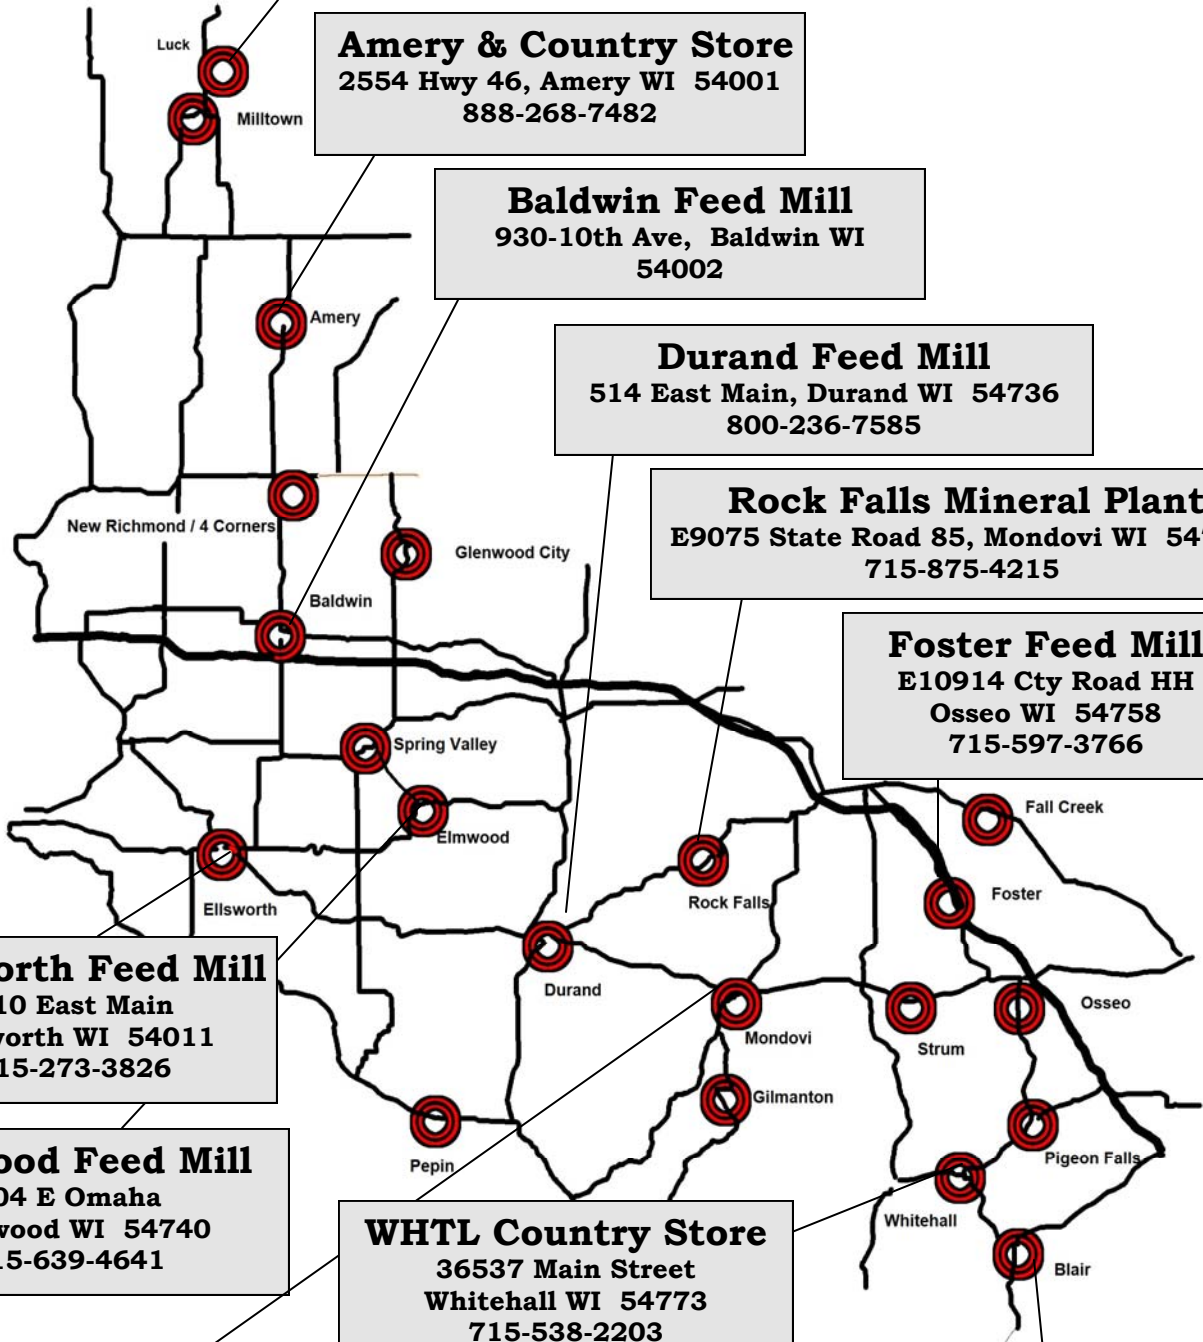 Luck
Milltown
Amery & Country Store
2554 Hwy 46, Amery WI 54001
888-268-7482
Baldwin Feed Mill
930-10th Ave, Baldwin WI
54002
Amery
Durand Feed Mill
514 East Main, Durand WI 54736
800-236-7585
Rock Falls Mineral Plant
E9075 State Road 85, Mondovi WI 54
715-875-4215
New Richmond / 4 Corners
Glenwood City
Baldwin
Foster Feed Mill
E10914 Cty Road HH
Osseo WI 54758
715-597-3766
Spring Valley
Elmwood
Fall Creek
Ellsworth
Rock Falls
Foster
orth Feed Mill
10 East Main
worth WI 54011
15-273-3826
Durand
Mondovi
Strum
Osseo
Gilmanton
Pepin
Pigeon Falls
ood Feed Mill
04 E Omaha
wood WI 54740
15-639-4641
Whitehall
WHTL Country Store
36537 Main Street
Whitehall WI 54773
715-538-2203
Blair